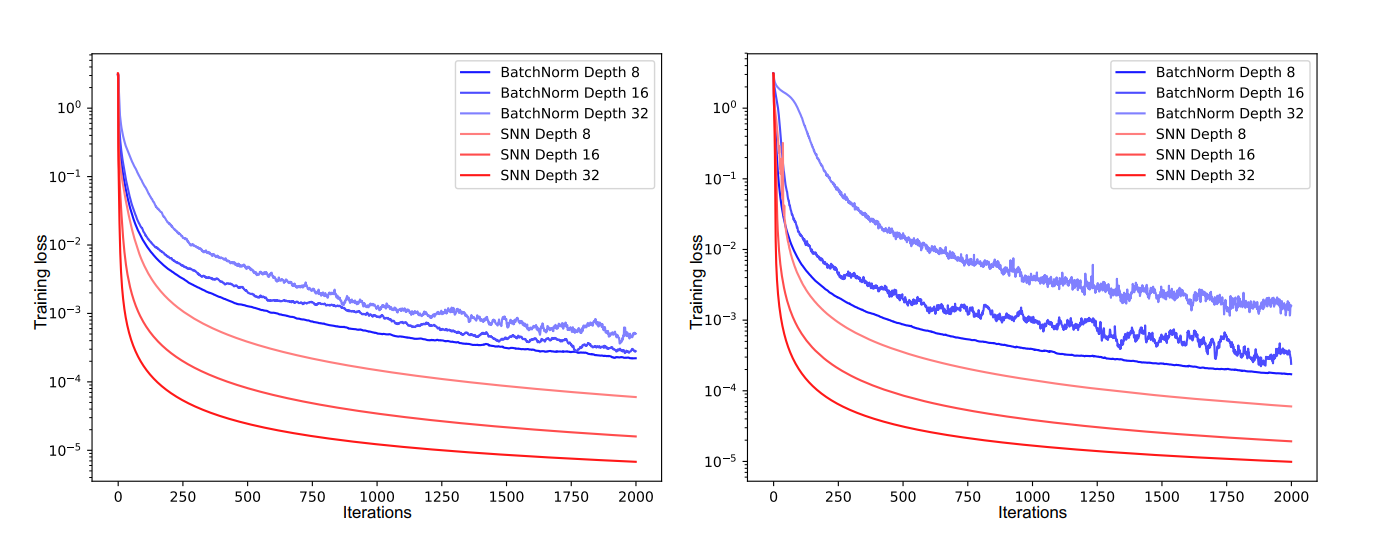 Training loss
10⁰
10⁻¹
10⁻²
10⁻³
10⁻⁴
10⁻⁵
BatchNorm Depth 8
BatchNorm Depth 16
BatchNorm Depth 32
SNN Depth 8
SNN Depth 16
SNN Depth 32
0 250 500 750 1000 1250 1500 1750 2000
Iterations
Training loss
10⁰
10⁻¹
10⁻²
10⁻³
10⁻⁴
10⁻⁵
BatchNorm Depth 8
BatchNorm Depth 16
BatchNorm Depth 32
SNN Depth 8
SNN Depth 16
SNN Depth 32
0 250 500 750 1000 1250 1500 1750 2000
Iterations